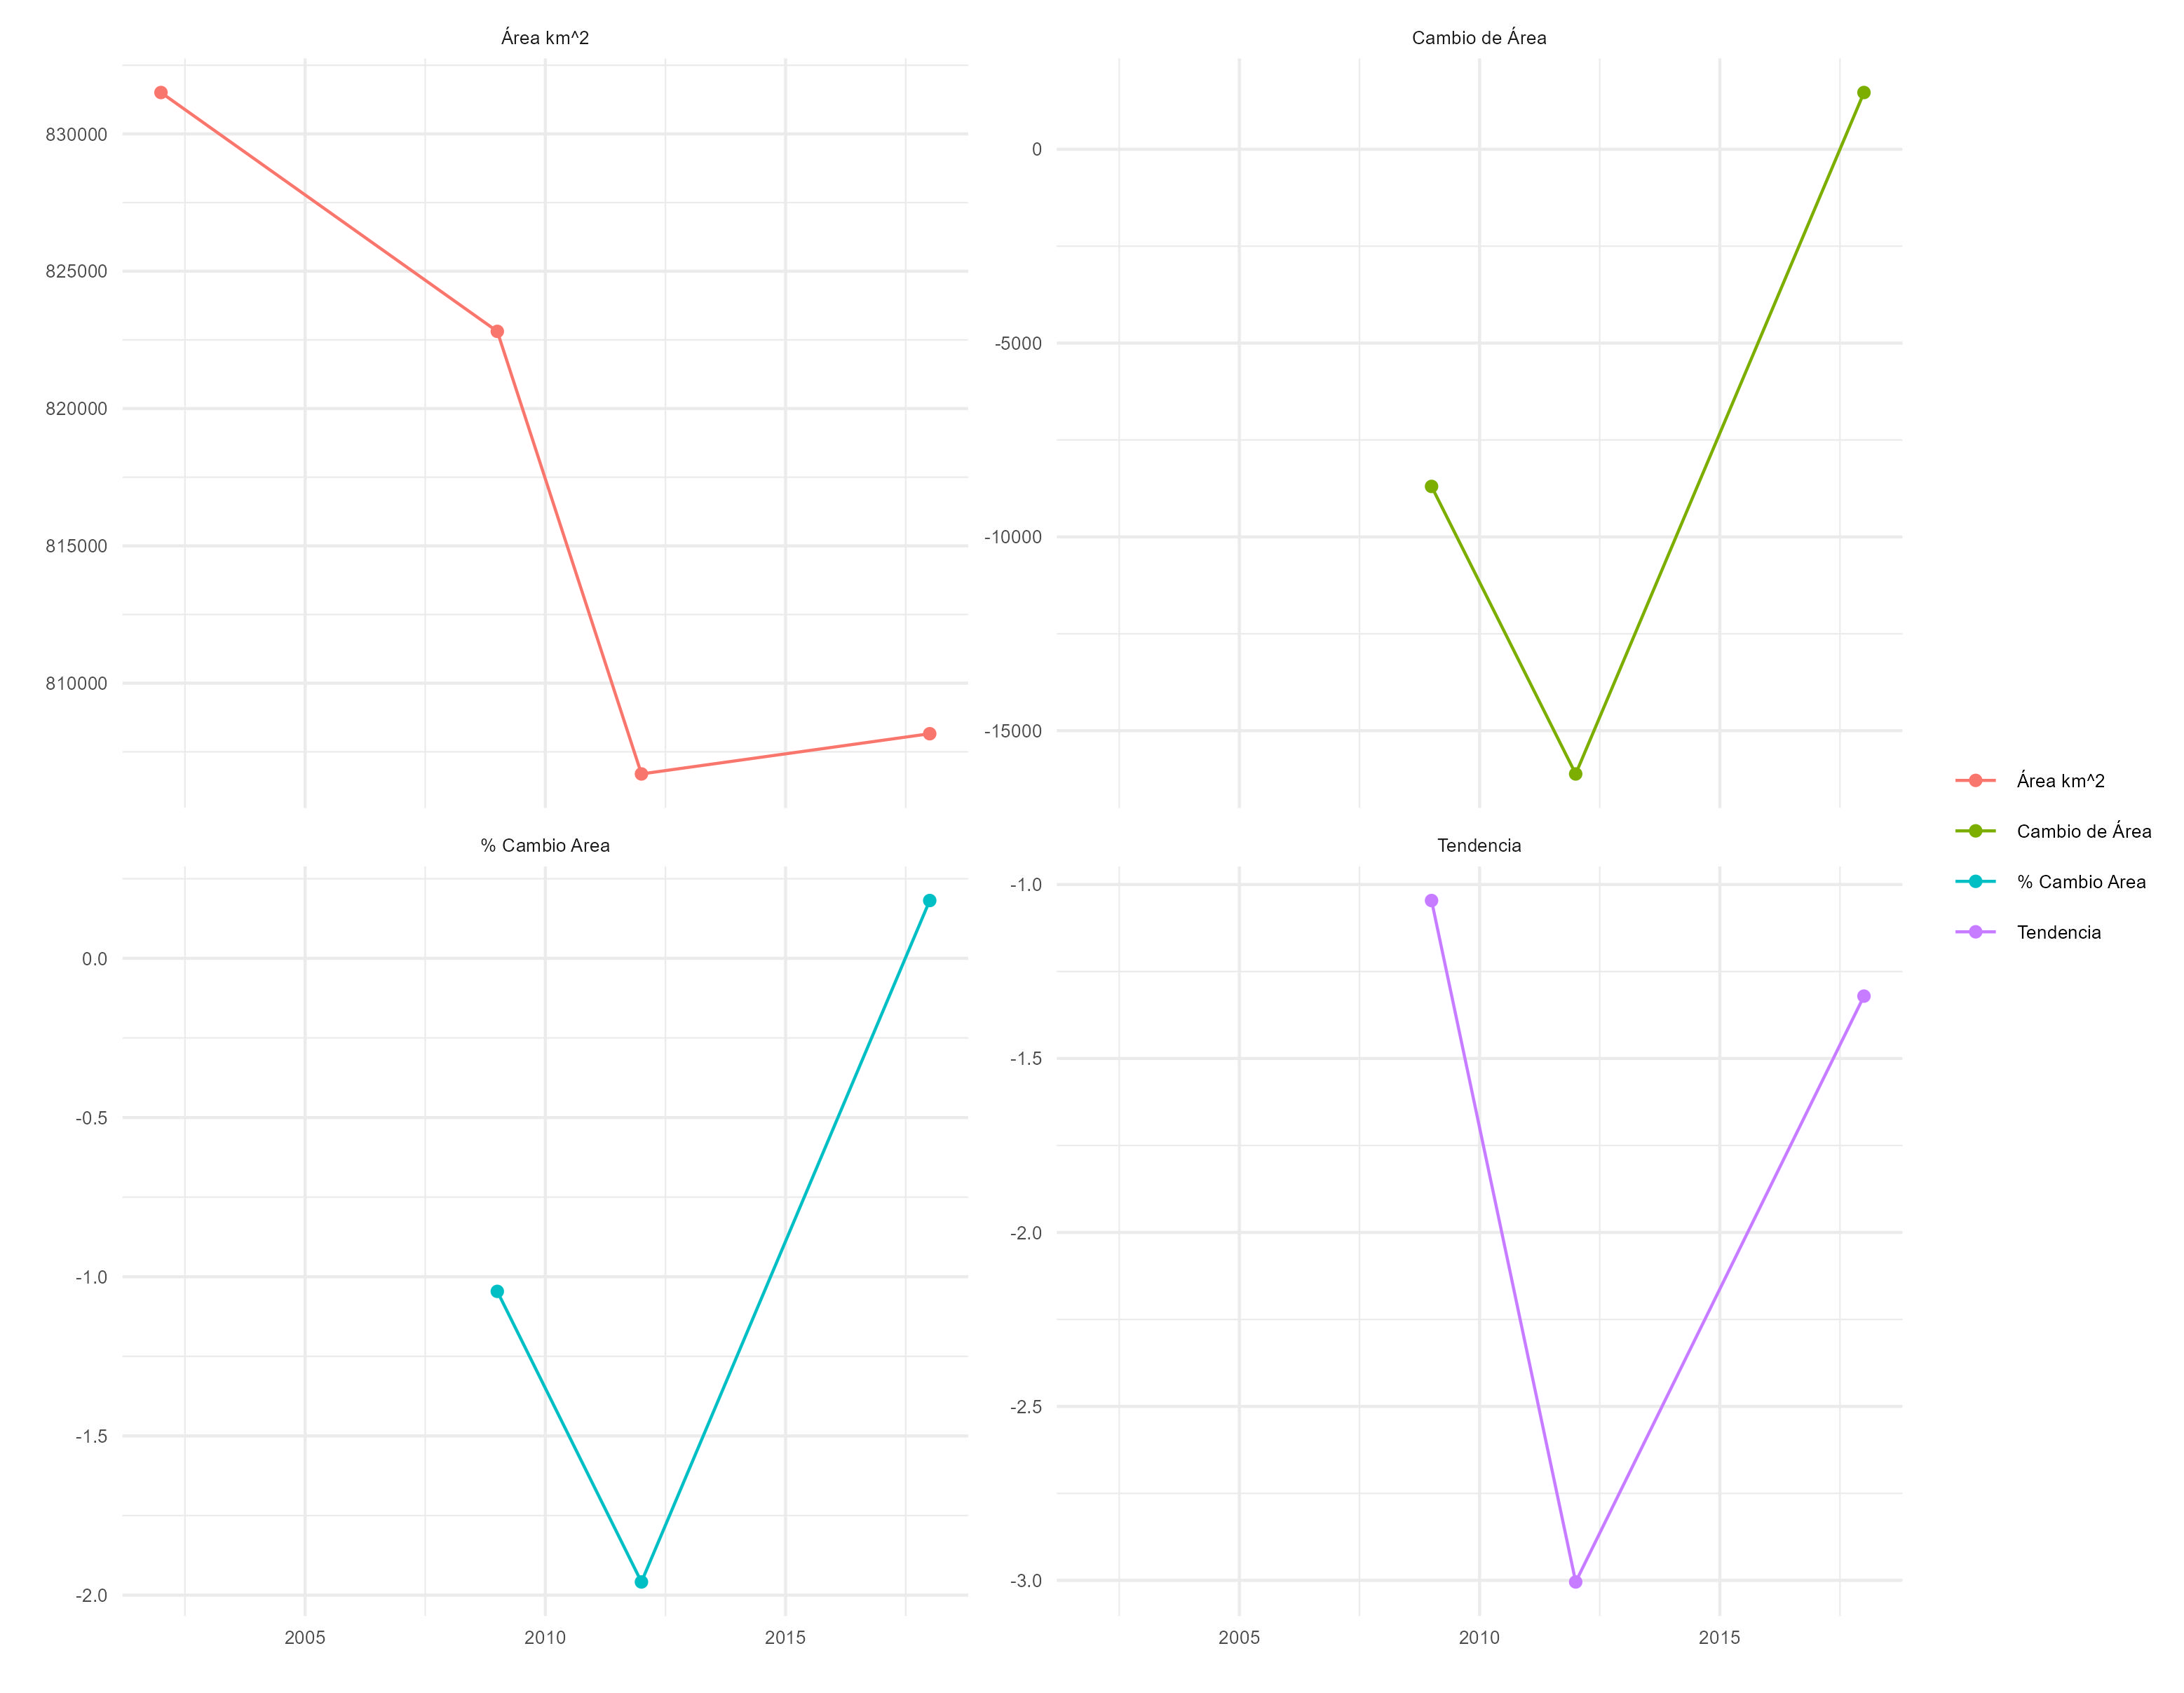 Área km^2
830000
825000
820000
815000
810000
Cambio de Área
0
-5000
-10000
-15000
% Cambio Area
0.0
-0.5
-1.0
-1.5
-2.0
2005 2010 2015
Tendencia
-1.0
-1.5
-2.0
-2.5
-3.0
2005 2010 2015
Área km^2
Cambio de Área
% Cambio Area
Tendencia